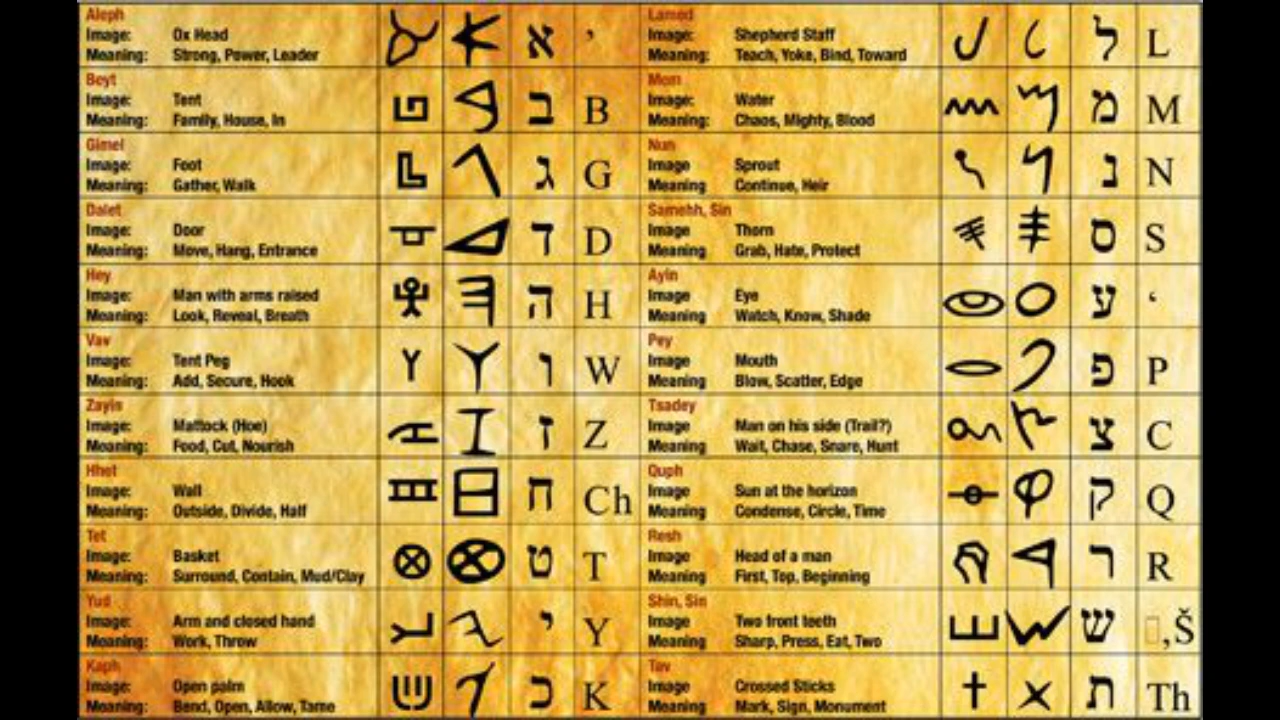 Aleph
Image: Ox Head א ’
Meaning: Strong, Power, Leader
Beyt
Image: Tent ב B
Meaning: Family, House, In
Gimel
Image: Foot ג G
Meaning: Gather, Walk
Dalet
Image: Door ד D
Meaning: Move, Hang, Entrance
Hey
Image: Man with arms raised ה H
Meaning: Look, Reveal, Breath
Vav
Image: Tent Peg ו W
Meaning: Add, Secure, Hook
Zayin
Image: Mattock (Hoe) ז Z
Meaning: Food, Cut, Nourish
Hhet
Image: Wall ח Ch
Meaning: Outside, Divide, Half
Tet
Image: Basket ט T
Meaning: Surround, Contain, Mud/Clay
Yud
Image: Arm and closed hand י Y
Meaning: Work, Throw
Kaph
Image: Open palm כ K
Meaning: Bend, Open, Allow, Tame
Lamed
Image: Shepherd Staff ל L
Meaning: Teach, Yoke, Bind, Toward
Mem
Image: Water מ M
Meaning: Chaos, Mighty, Blood
Nun
Image Sprout נ N
Meaning Continue, Heir
Samehh, Sin
Image Thorn ס S
Meaning Grab, Hate, Protect
Ayin
Image Eye ע ‘
Meaning Watch, Know, Shade
Pey
Image Mouth פ P
Meaning Blow, Scatter, Edge
Tsadey
Image Man on his side (Trail?) צ C
Meaning Wait, Chase, Snare, Hunt
Quph
Image Sun at the horizon ק Q
Meaning Condense, Circle, Time
Resh
Image Head of a man ר R
Meaning First, Top, Beginning
Shin, Sin
Image Two front teeth ש ,Š
Meaning Sharp, Press, Eat, Two
Tav
Image Crossed Sticks ת Th
Meaning Mark, Sign, Monument